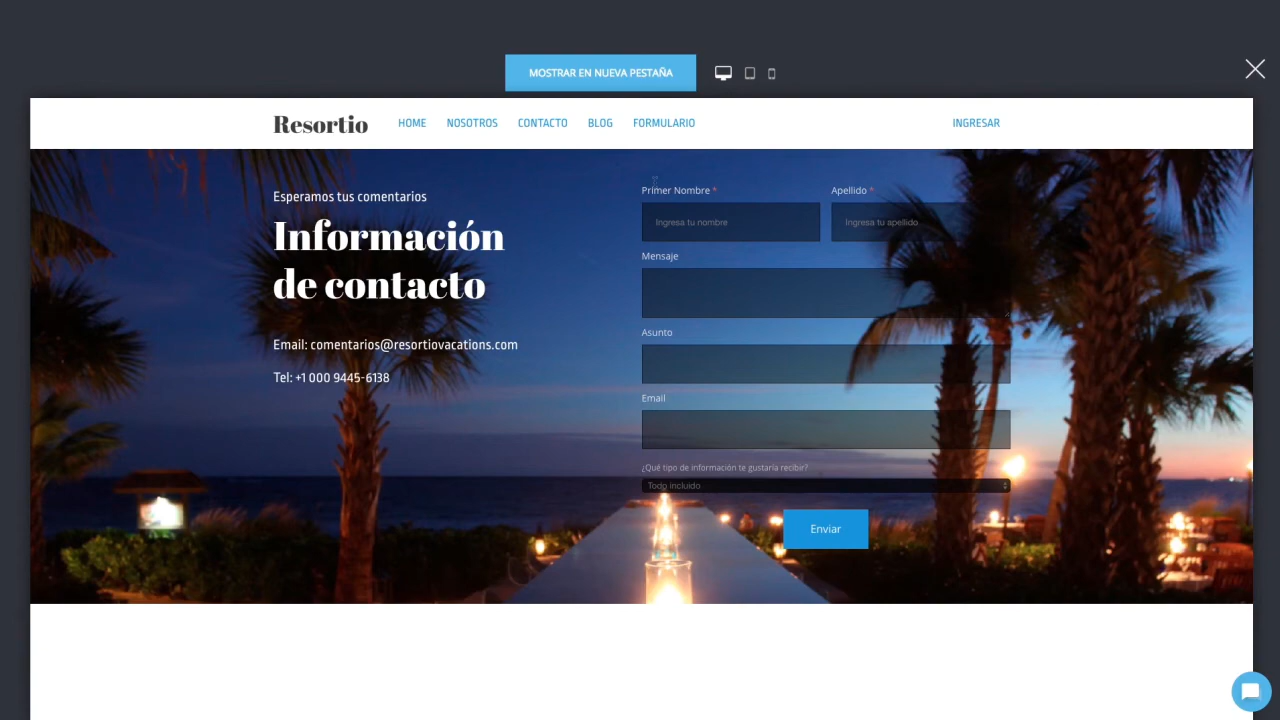 MOSTRAR EN NUEVA PESTAÑA
Resortio
HOME
NOSOTROS
CONTACTO
BLOG
FORMULARIO
INGRESAR
Esperamos tus comentarios
Información
de contacto
Email: comentarios@resortiovacations.com
Tel: +1 000 9445-6138
Primer Nombre *
Apellido *
Ingresa tu nombre
Ingresa tu apellido
Mensaje
Asunto
Email
¿Qué tipo de información te gustaría recibir?
Todo incluido
Enviar